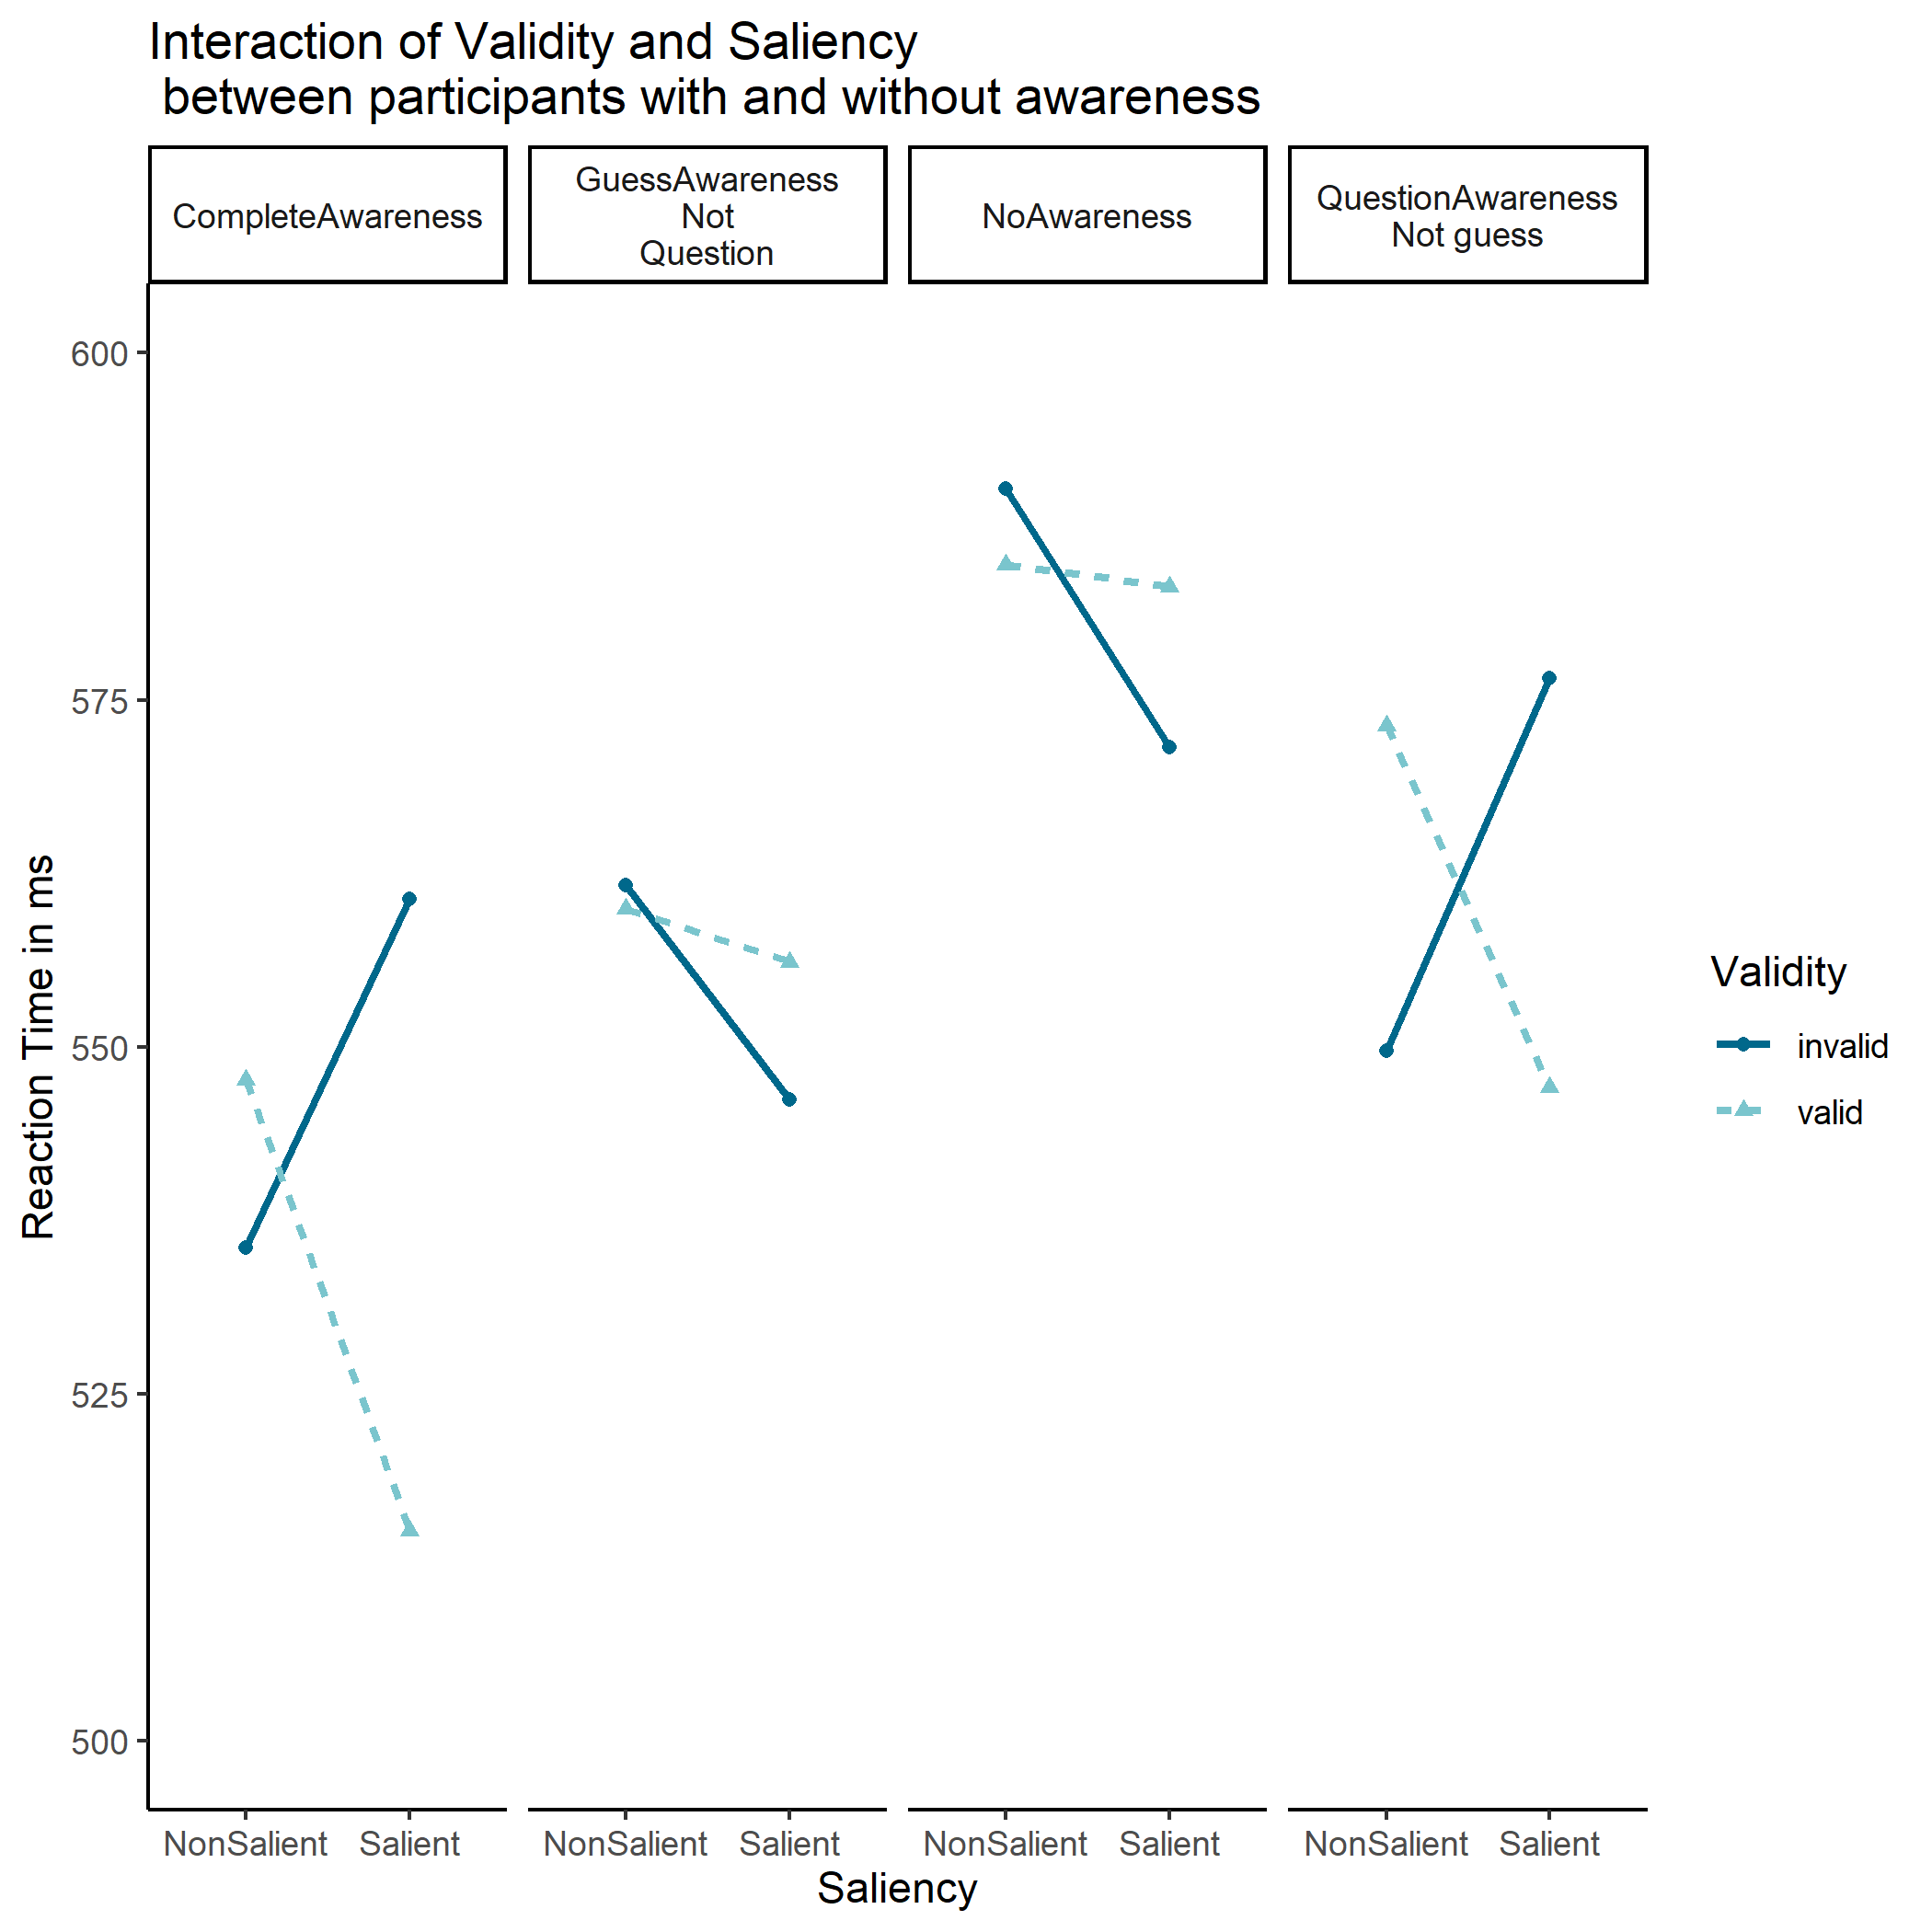 Interaction of Validity and Saliency
between participants with and without awareness
CompleteAwareness
GuessAwareness
Not
Question
NoAwareness
QuestionAwareness
Not guess
Reaction Time in ms
600
575
550
525
500
NonSalient Salient
NonSalient Salient
NonSalient Salient
NonSalient Salient
Saliency
Validity
invalid
valid